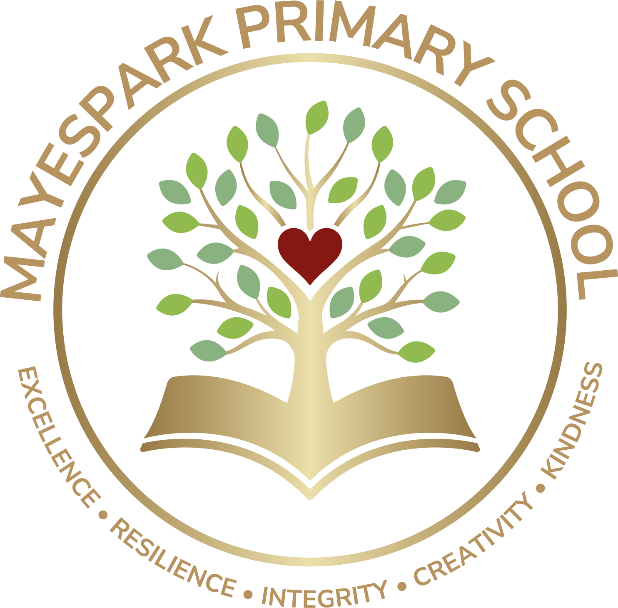 MAYESPARK PRIMARY SCHOOL
EXCELLENCE • RESILIENCE • INTEGRITY • CREATIVITY • KINDNESS